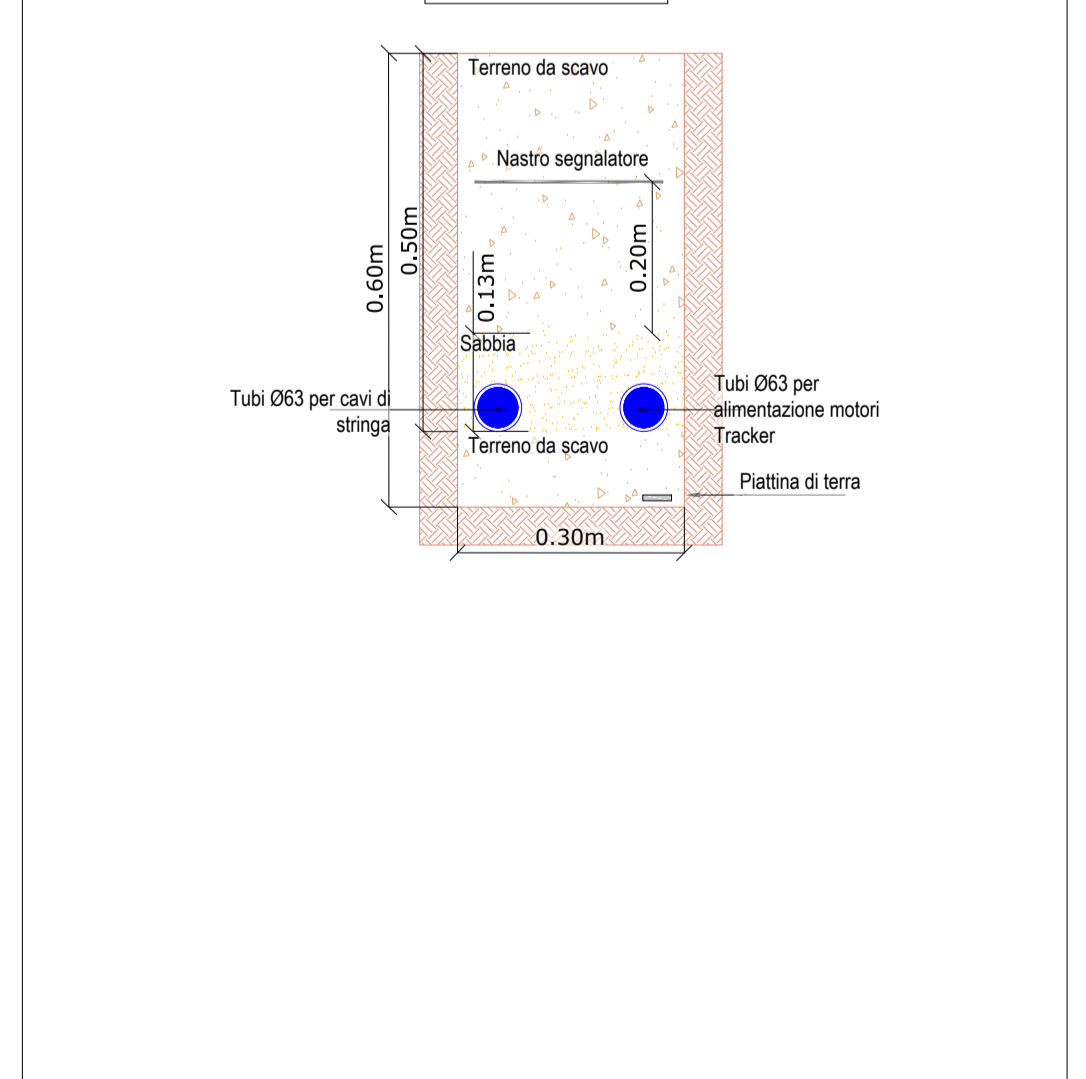 Terreno da scavo
Nastro segnalatore
0.50m
0.60m
0.20m
0.13m
Sabbia
Tubi Ø63 per cavi di
stringa
Tubi Ø63 per
alimentazione motori
Tracker
Terreno da scavo
Piattina di terra
0.30m